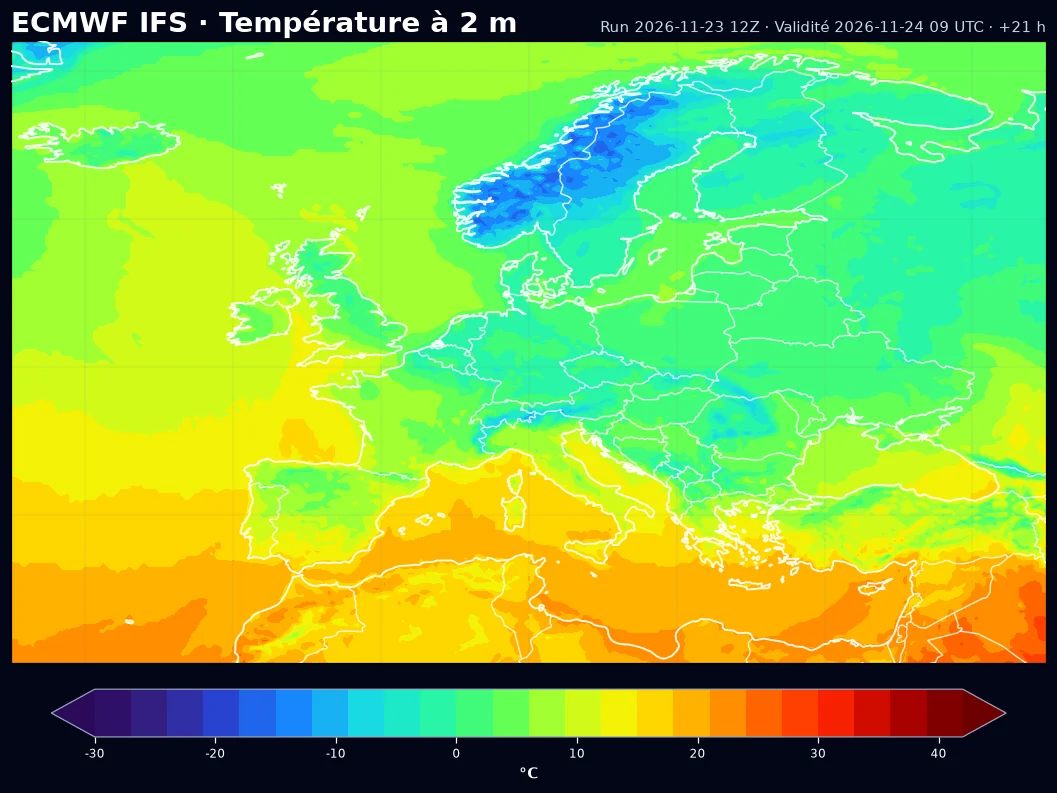 ECMWF IFS · Température à 2 m
Run 2026-11-23 12Z · Validité 2026-11-24 09 UTC · +21 h
-30 -20 -10 0 10 20 30 40
°C